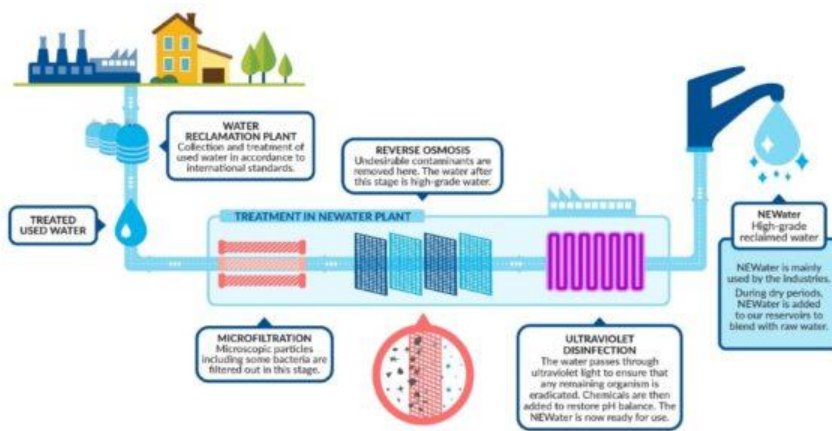 WATER
RECLAMATION PLANT
Collection and treatment of
used water in accordance to
international standards.
REVERSE OSMOSIS
Undesirable contaminants are
removed here. The water after
this stage is high-grade water.
TREATED
USED WATER
TREATMENT IN NEWATER PLANT
NEWater
High-grade
reclaimed water
NEWater is mainly
used by the industries.
During dry periods,
NEWater is added
to our reservoirs to
blend with raw water.
MICROFILTRATION
Microscopic particles
including some bacteria are
filtered out in this stage.
ULTRAVIOLET
DISINFECTION
The water passes through
ultraviolet light to ensure that
any remaining organism is
eradicated. Chemicals are then
added to restore pH balance. The
NEWater is now ready for use.